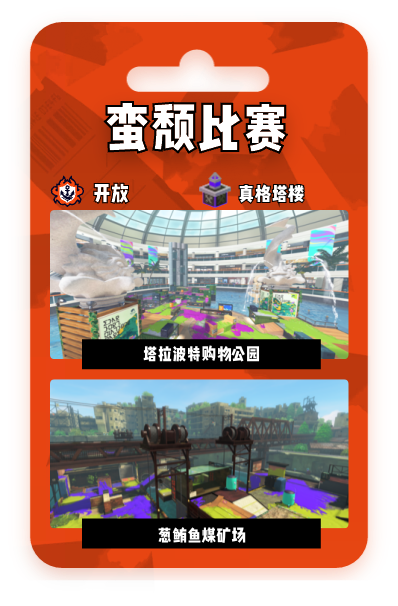 蛮颓比赛
开放
真格塔楼
塔拉波特购物公园
葱鲔鱼煤矿场